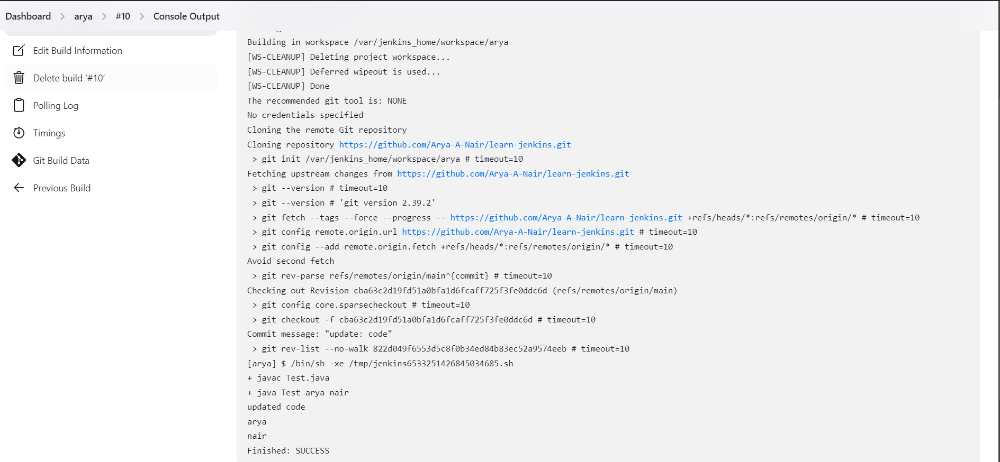 Dashboard > arya > #10 > Console Output
Edit Build Information
Delete build ‘#10’
Polling Log
Timings
Git Build Data
Previous Build
Building in workspace /var/jenkins_home/workspace/arya
[WS-CLEANUP] Deleting project workspace...
[WS-CLEANUP] Deferred wipeout is used...
[WS-CLEANUP] Done
The recommended git tool is: NONE
No credentials specified
Cloning the remote Git repository
Cloning repository https://github.com/Arya-A-Nair/learn-jenkins.git
 > git init /var/jenkins_home/workspace/arya # timeout=10
Fetching upstream changes from https://github.com/Arya-A-Nair/learn-jenkins.git
 > git --version # timeout=10
 > git --version # 'git version 2.39.2'
 > git fetch --tags --force --progress -- https://github.com/Arya-A-Nair/learn-jenkins.git +refs/heads/*:refs/remotes/origin/* # timeout=10
 > git config remote.origin.url https://github.com/Arya-A-Nair/learn-jenkins.git # timeout=10
 > git config --add remote.origin.fetch +refs/heads/*:refs/remotes/origin/* # timeout=10
Avoid second fetch
 > git rev-parse refs/remotes/origin/main^{commit} # timeout=10
Checking out Revision cba63c2d19fd51a0bfa1d6fcaff725f3fe0ddc6d (refs/remotes/origin/main)
 > git config core.sparsecheckout # timeout=10
 > git checkout -f cba63c2d19fd51a0bfa1d6fcaff725f3fe0ddc6d # timeout=10
Commit message: "update: code"
 > git rev-list --no-walk 822d049f6553d5c8f0b34ed84b83ec52a9574eeb # timeout=10
[arya] $ /bin/sh -xe /tmp/jenkins6533251426845034685.sh
+ javac Test.java
+ java Test arya nair
updated code
arya
nair
Finished: SUCCESS